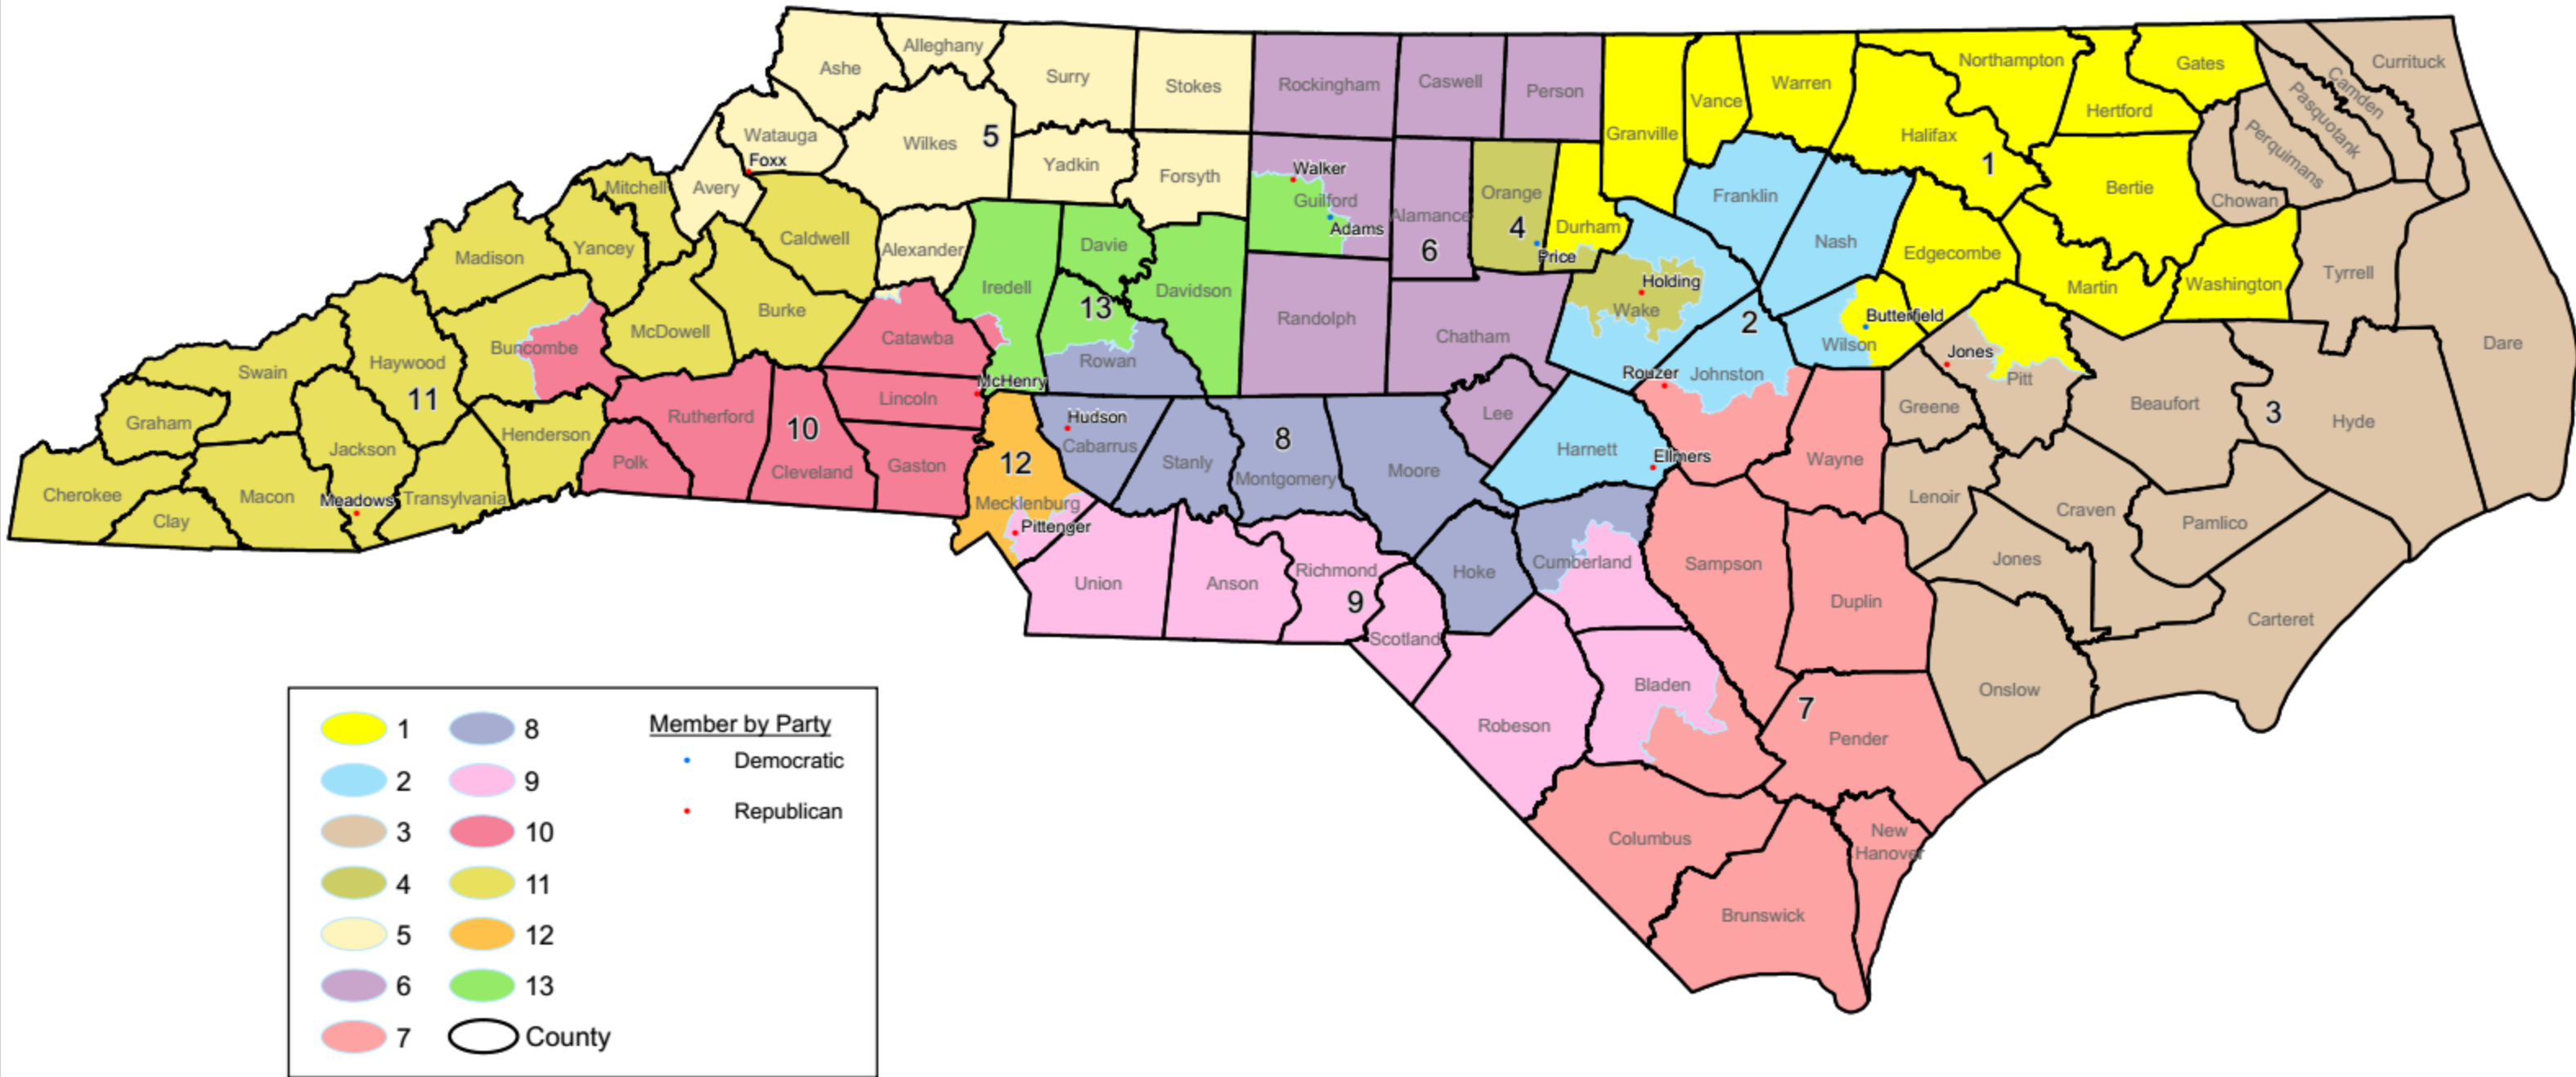 Ashe
Alleghany
Surry
Stokes
Rockingham
Caswell
Person
Granville
Vance
Warren
Northampton
Halifax
Hertford
Gates
Camden
Currituck
Pasquotank
Perquimans
Chowan
Bertie
1
Watauga
Foxx
Wilkes
5
Yadkin
Forsyth
Walker
Guilford
Adams
Alamance
6
Orange
4
Price
Durham
Franklin
Nash
Edgecombe
Martin
Washington
Tyrrell
Dare
Mitchell
Avery
Madison
Yancey
Caldwell
Alexander
Iredell
Davie
Davidson
13
Randolph
Chatham
Holding
Wake
2
Wilson
Butterfield
Jones
Pitt
Beaufort
3
Hyde
Swain
Haywood
11
Buncombe
McDowell
Burke
Catawba
McHenry
Rowan
Rouzer
Johnston
Greene
Graham
Jackson
Henderson
Rutherford
10
Lincoln
Hudson
Cabarrus
8
Lee
Harnett
Ellmers
Wayne
Cherokee
Clay
Macon
Meadows
Transylvania
Polk
Cleveland
Gaston
12
Mecklenburg
Pittenger
Stanly
Montgomery
Moore
Lenoir
Craven
Pamlico
Union
Anson
Richmond
9
Scotland
Hoke
Cumberland
Sampson
Duplin
Jones
Carteret
Onslow
Robeson
Bladen
7
Pender
Columbus
New
Hanover
Brunswick
1
8
2
9
3
10
4
11
5
12
6
13
7
County
Member by Party
Democratic
Republican